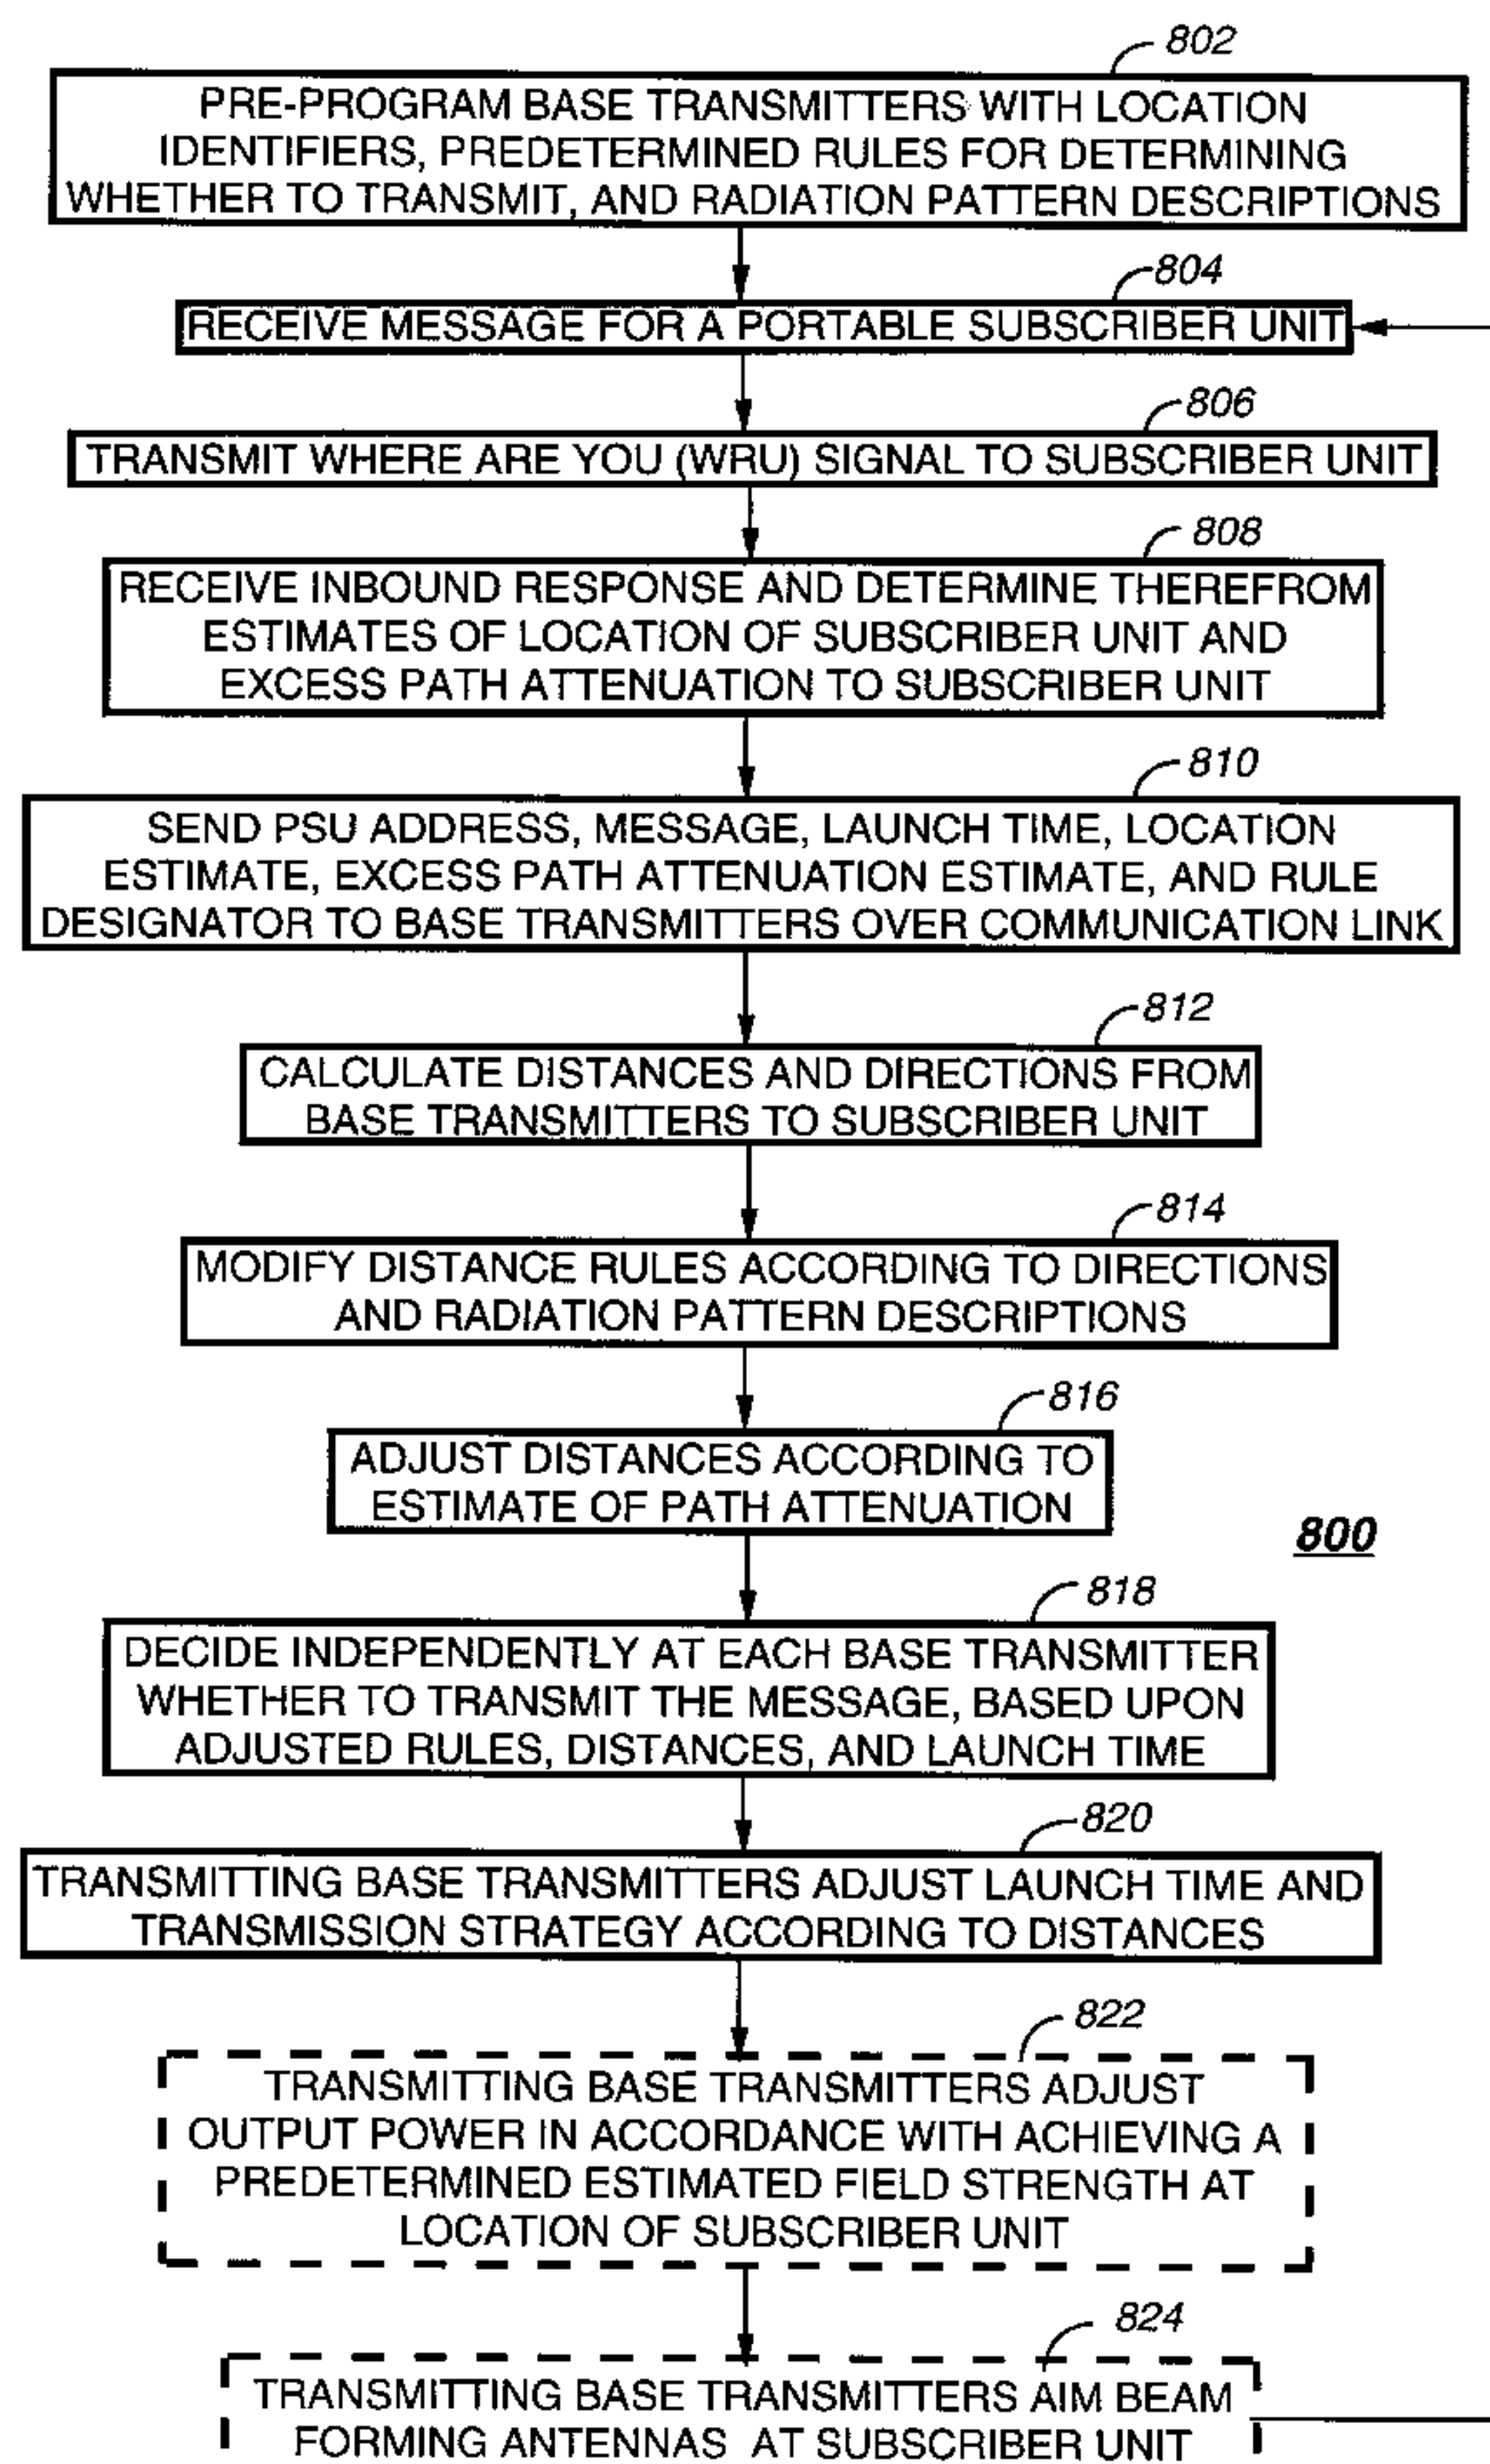 802
PRE-PROGRAM BASE TRANSMITTERS WITH LOCATION
IDENTIFIERS, PREDETERMINED RULES FOR DETERMINING
WHETHER TO TRANSMIT, AND RADIATION PATTERN DESCRIPTIONS
804
RECEIVE MESSAGE FOR A PORTABLE SUBSCRIBER UNIT
806
TRANSMIT WHERE ARE YOU (WRU) SIGNAL TO SUBSCRIBER UNIT
808
RECEIVE INBOUND RESPONSE AND DETERMINE THEREFROM
ESTIMATES OF LOCATION OF SUBSCRIBER UNIT AND
EXCESS PATH ATTENUATION TO SUBSCRIBER UNIT
810
SEND PSU ADDRESS, MESSAGE, LAUNCH TIME, LOCATION
ESTIMATE, EXCESS PATH ATTENUATION ESTIMATE, AND RULE
DESIGNATOR TO BASE TRANSMITTERS OVER COMMUNICATION LINK
812
CALCULATE DISTANCES AND DIRECTIONS FROM
BASE TRANSMITTERS TO SUBSCRIBER UNIT
814
MODIFY DISTANCE RULES ACCORDING TO DIRECTIONS
AND RADIATION PATTERN DESCRIPTIONS
816
ADJUST DISTANCES ACCORDING TO
ESTIMATE OF PATH ATTENUATION
800
818
DECIDE INDEPENDENTLY AT EACH BASE TRANSMITTER
WHETHER TO TRANSMIT THE MESSAGE, BASED UPON
ADJUSTED RULES, DISTANCES, AND LAUNCH TIME
820
TRANSMITTING BASE TRANSMITTERS ADJUST LAUNCH TIME AND
TRANSMISSION STRATEGY ACCORDING TO DISTANCES
822
TRANSMITTING BASE TRANSMITTERS ADJUST
OUTPUT POWER IN ACCORDANCE WITH ACHIEVING A
PREDETERMINED ESTIMATED FIELD STRENGTH AT
LOCATION OF SUBSCRIBER UNIT
824
TRANSMITTING BASE TRANSMITTERS AIM BEAM
FORMING ANTENNAS AT SUBSCRIBER UNIT